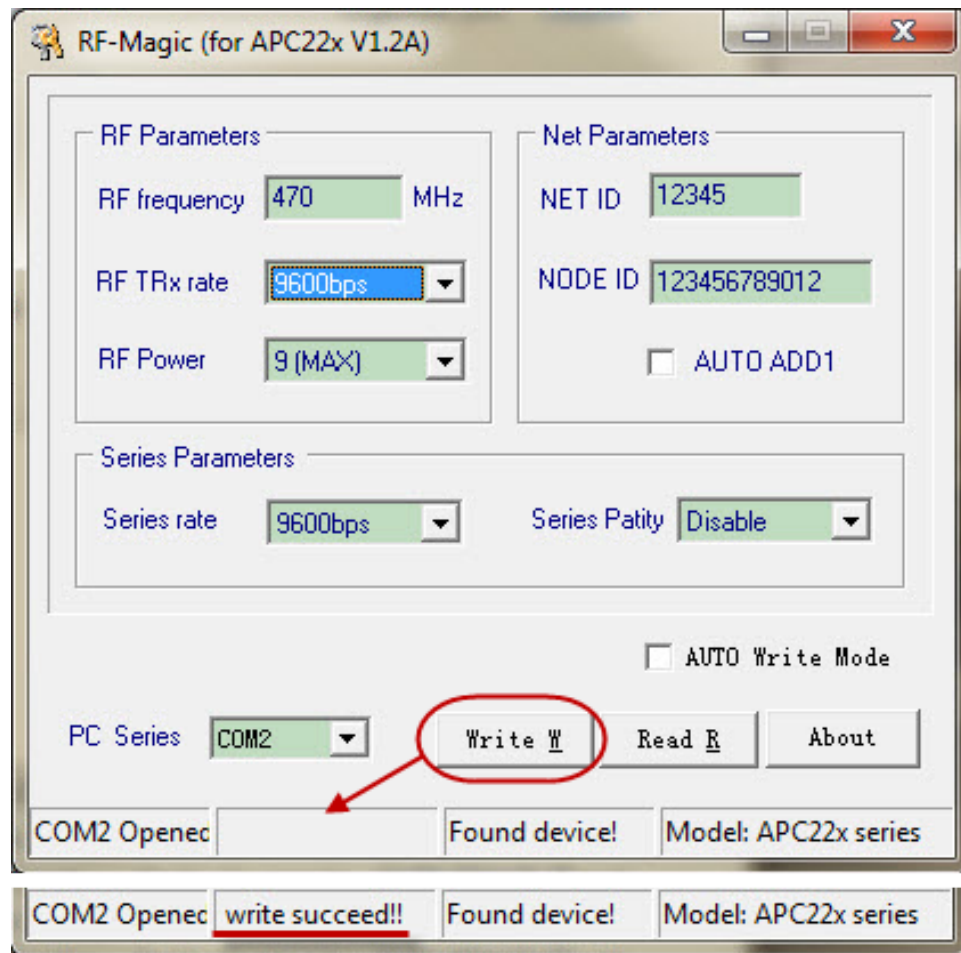 RF-Magic (for APC22x V1.2A)
RF Parameters
RF frequency 470 MHz
RF TRx rate 9600bps
RF Power 9 (MAX)
Net Parameters
NET ID 12345
NODE ID 123456789012
AUTO ADD1
Series Parameters
Series rate 9600bps Series Patity Disable
AUTO Write Mode
PC Series COM2 Write W Read R About
COM2 Opened Found device! Model: APC22x series
COM2 Opened write succeed!! Found device! Model: APC22x series